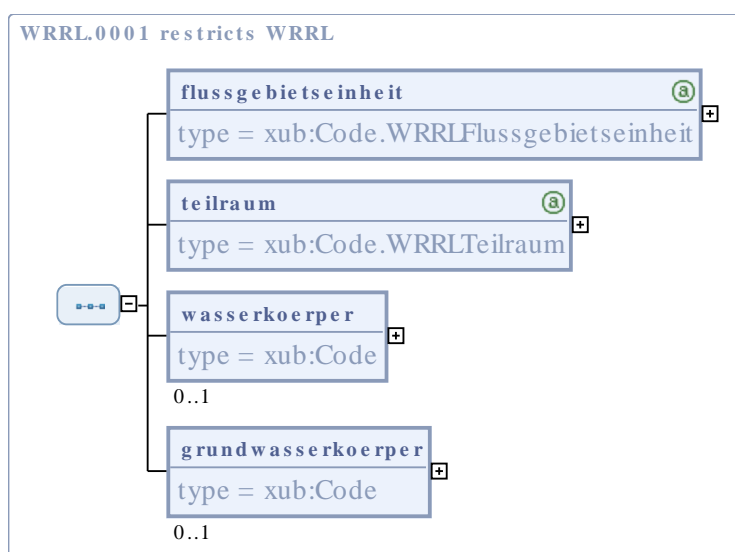 WRRL.0001 restricts WRRL
flussgebietseinheit a
type = xub:Code.WRRLFlussgebietseinheit
teilraum a
type = xub:Code.WRRLTeilraum
wasserkoerper
type = xub:Code
0..1
grundwasserkoerper
type = xub:Code
0..1